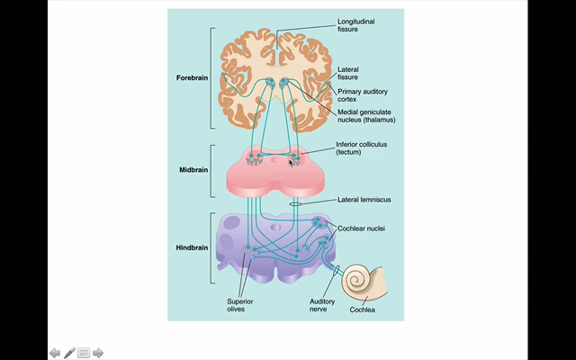 Longitudinal
fissure
Forebrain
Lateral
fissure
Primary auditory
cortex
Medial geniculate
nucleus (thalamus)
Inferior colliculus
(tectum)
Midbrain
Lateral lemniscus
Cochlear nuclei
Hindbrain
Superior
olives
Auditory
nerve
Cochlea